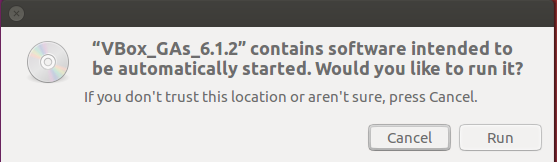 “VBox_GAs_6.1.2” contains software intended to
be automatically started. Would you like to run it?
If you don't trust this location or aren't sure, press Cancel.
Cancel
Run